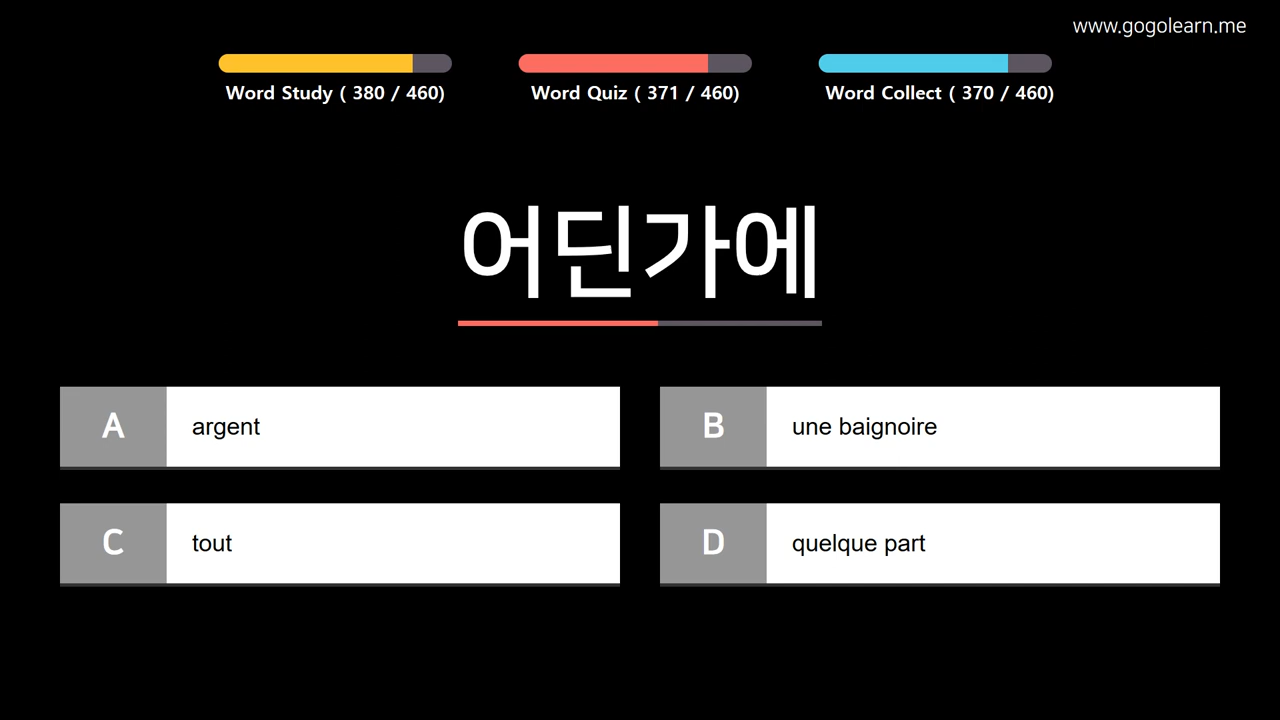 www.gogolearn.me
Word Study ( 380 / 460)
Word Quiz ( 371 / 460)
Word Collect ( 370 / 460)
어딘가에
A argent
B une baignoire
C tout
D quelque part